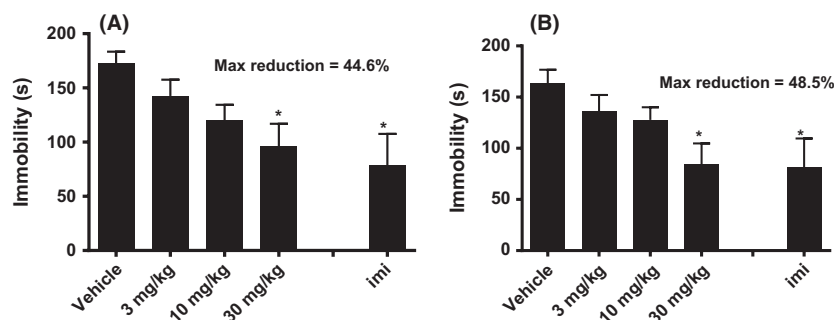 (A)
Max reduction = 44.6%
Immobility (s)
200
150
100
50
0
*
*
Vehicle
3 mg/kg
10 mg/kg
30 mg/kg
imi
(B)
Max reduction = 48.5%
Immobility (s)
200
150
100
50
0
*
*
Vehicle
3 mg/kg
10 mg/kg
30 mg/kg
imi